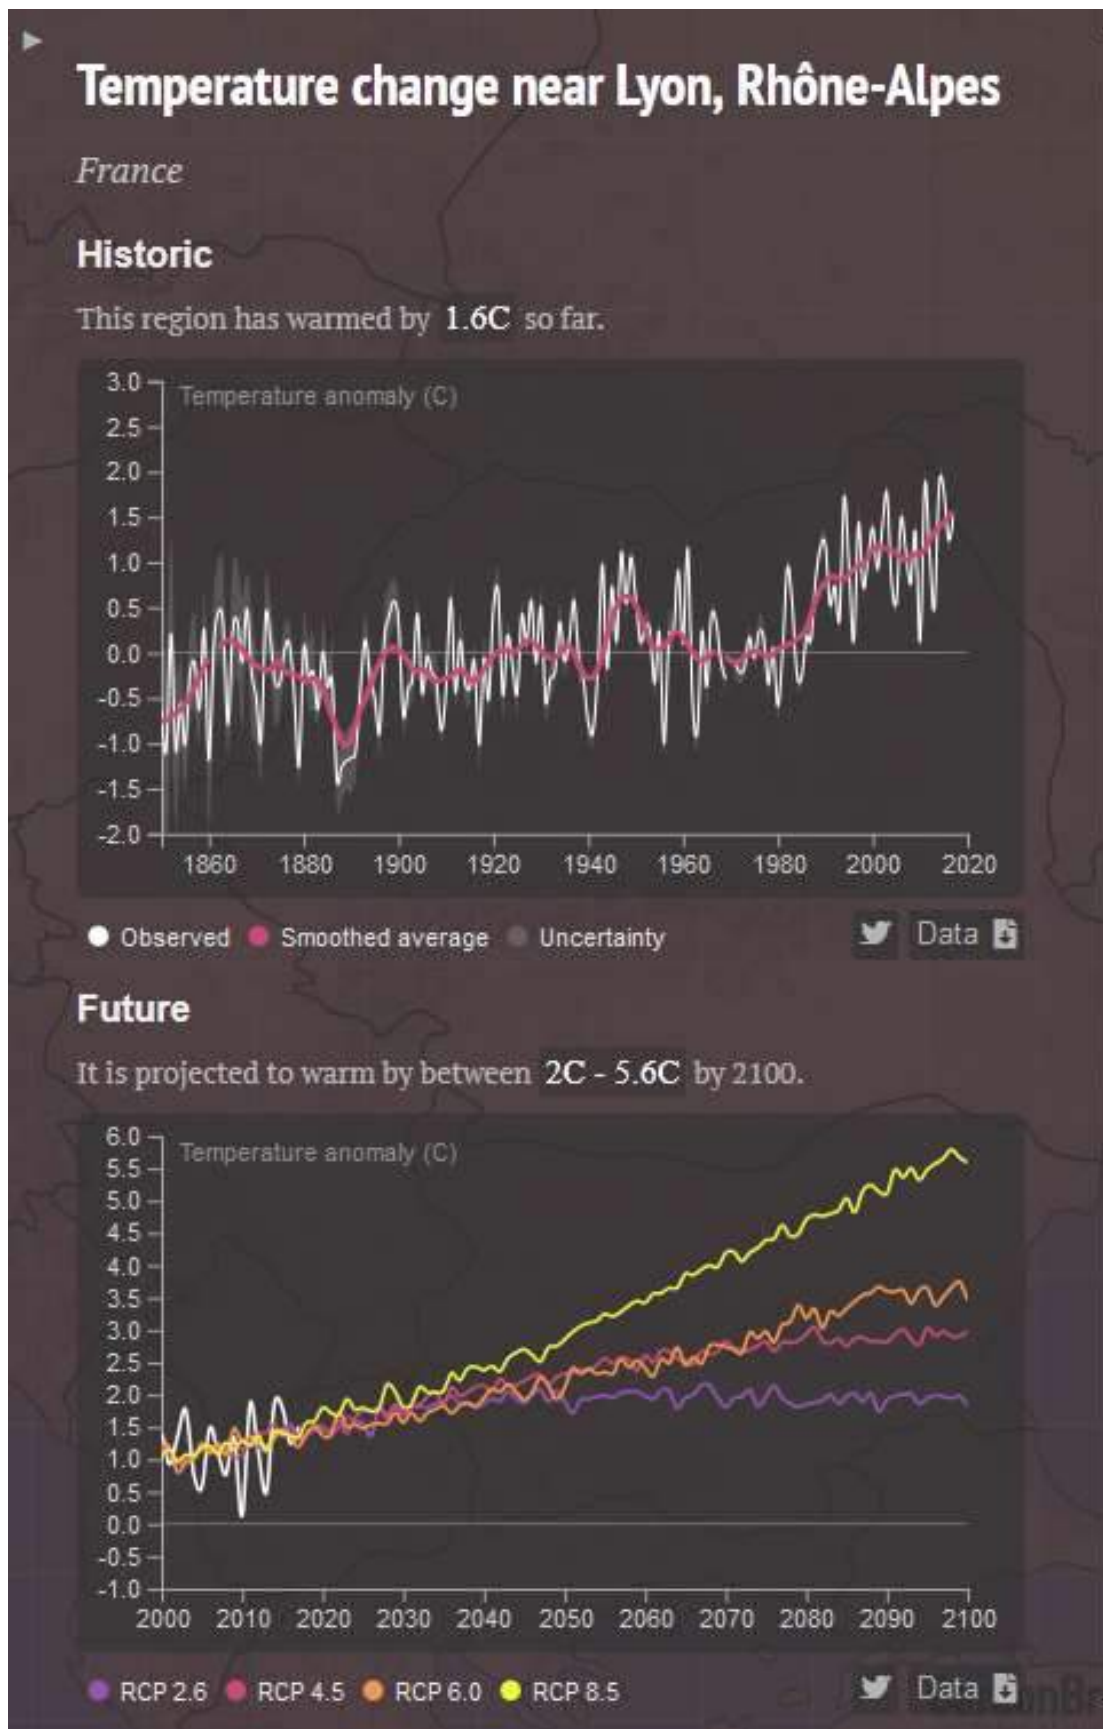 Temperature change near Lyon, Rhône-Alpes
France
Historic
This region has warmed by 1.6C so far.
Temperature anomaly (C)
3.0
2.5
2.0
1.5
1.0
0.5
0.0
-0.5
-1.0
-1.5
-2.0
1860 1880 1900 1920 1940 1960 1980 2000 2020
Observed Smoothed average Uncertainty Data
Future
It is projected to warm by between 2C - 5.6C by 2100.
Temperature anomaly (C)
6.0
5.5
5.0
4.5
4.0
3.5
3.0
2.5
2.0
1.5
1.0
0.5
0.0
-0.5
-1.0
2000 2010 2020 2030 2040 2050 2060 2070 2080 2090 2100
RCP 2.6 RCP 4.5 RCP 6.0 RCP 8.5 Data